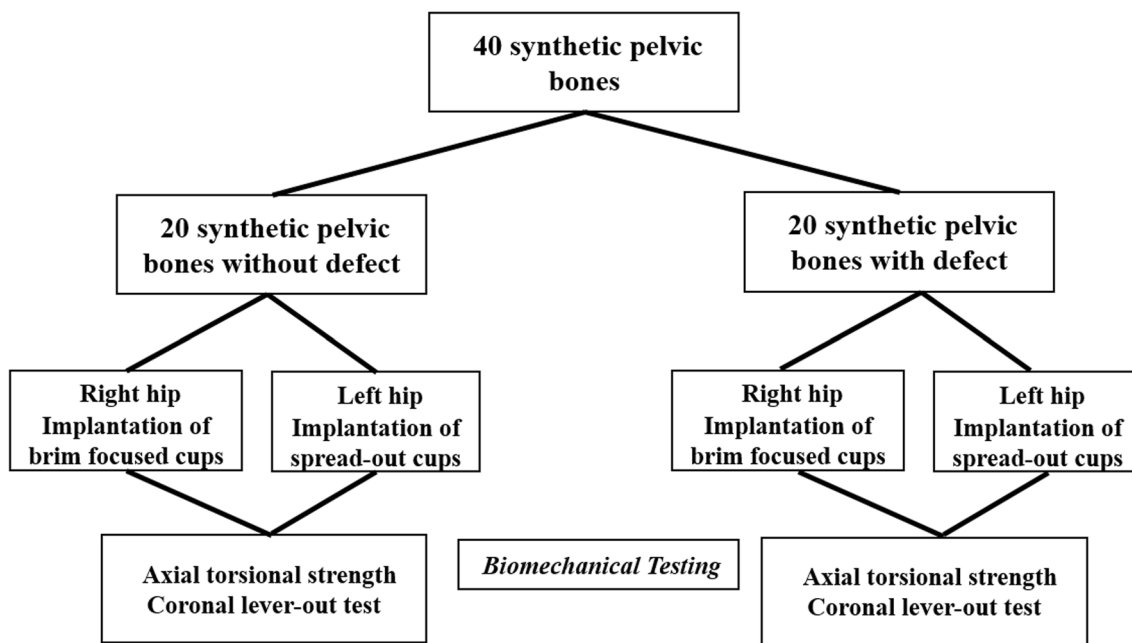 40 synthetic pelvic
bones
20 synthetic pelvic
bones without defect
20 synthetic pelvic
bones with defect
Right hip
Implantation of
brim focused cups
Left hip
Implantation of
spread-out cups
Right hip
Implantation of
brim focused cups
Left hip
Implantation of
spread-out cups
Axial torsional strength
Coronal lever-out test
Biomechanical Testing
Axial torsional strength
Coronal lever-out test